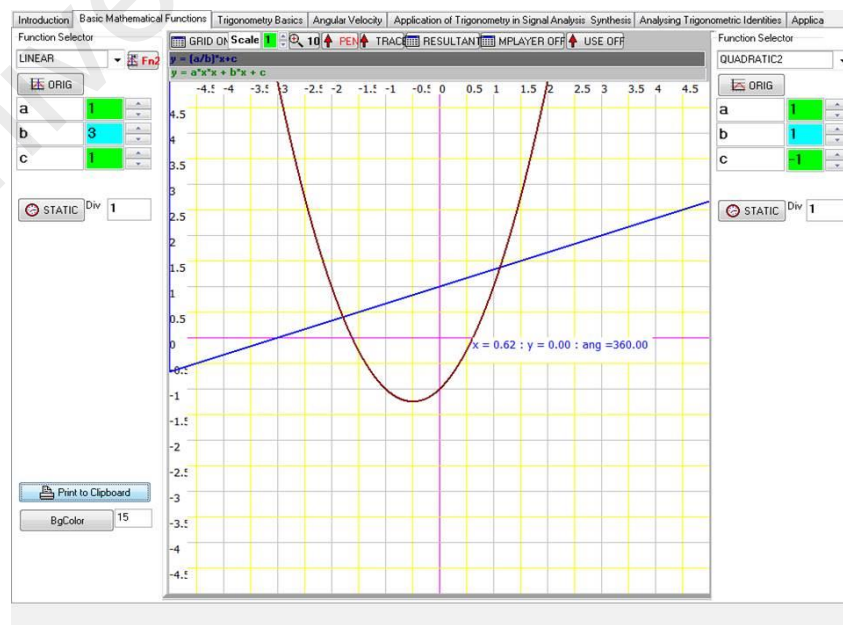 Introduction Basic Mathematical Functions Trigonometry Basics Angular Velocity Application of Trigonometry in Signal Analysis Synthesis Analysing Trigonometric Identities Applica
Function Selector
LINEAR Fn2
ORIG
a 1
b 3
c 1
STATIC Div 1
Print to Clipboard
BgColor 15
GRID ON Scale 1 10 PEN TRACE RESULTANT MPLAYER OFF USE OFF
y = (a/b)*x+c
y = a*x*x + b*x + c
-4.5 -4 -3.5 -3 -2.5 -2 -1.5 -1 -0.5 0 0.5 1 1.5 2 2.5 3 3.5 4 4.5
4.5
4
3.5
3
2.5
2
1.5
1
0.5
0
x = 0.62 : y = 0.00 : ang =360.00
-0.5
-1
-1.5
-2
-2.5
-3
-3.5
-4
-4.5
Function Selector
QUADRATIC2
ORIG
a 1
b 1
c -1
STATIC Div 1